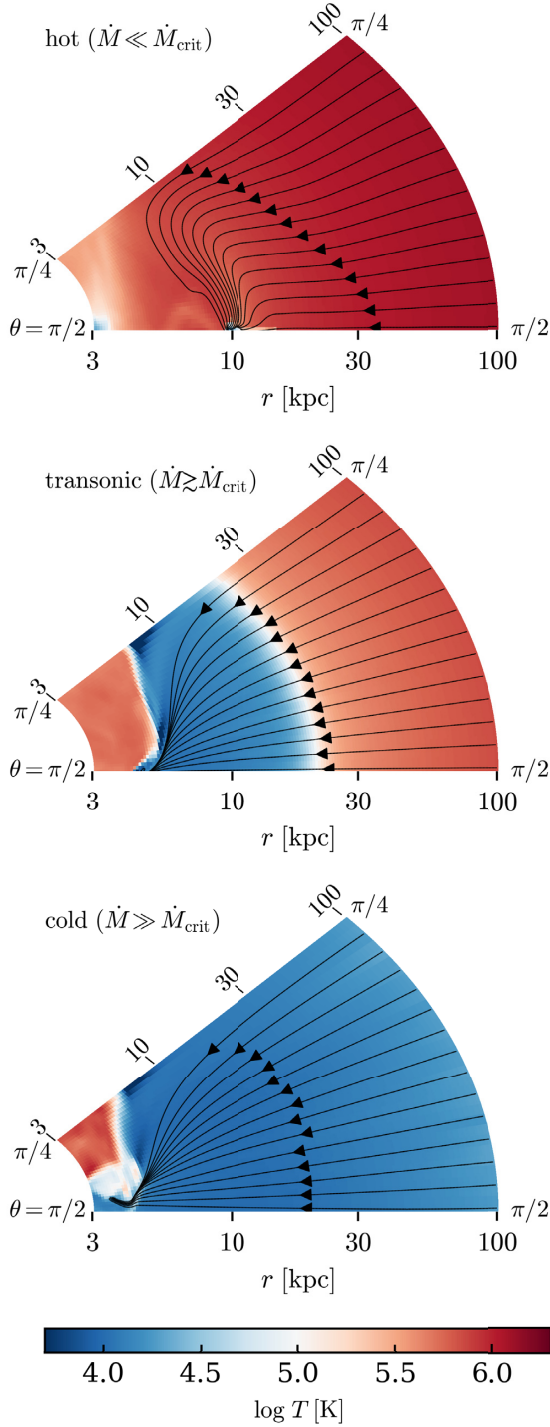 hot (Ṁ ≪ Ṁcrit)
100 π/4
30
10
3
π/4
θ = π/2 π/2
3 10 30 100
r [kpc]
transonic (Ṁ ≳ Ṁcrit)
100 π/4
30
10
3
π/4
θ = π/2 π/2
3 10 30 100
r [kpc]
cold (Ṁ ≫ Ṁcrit)
100 π/4
30
10
3
π/4
θ = π/2 π/2
3 10 30 100
r [kpc]
4.0 4.5 5.0 5.5 6.0
log T [K]